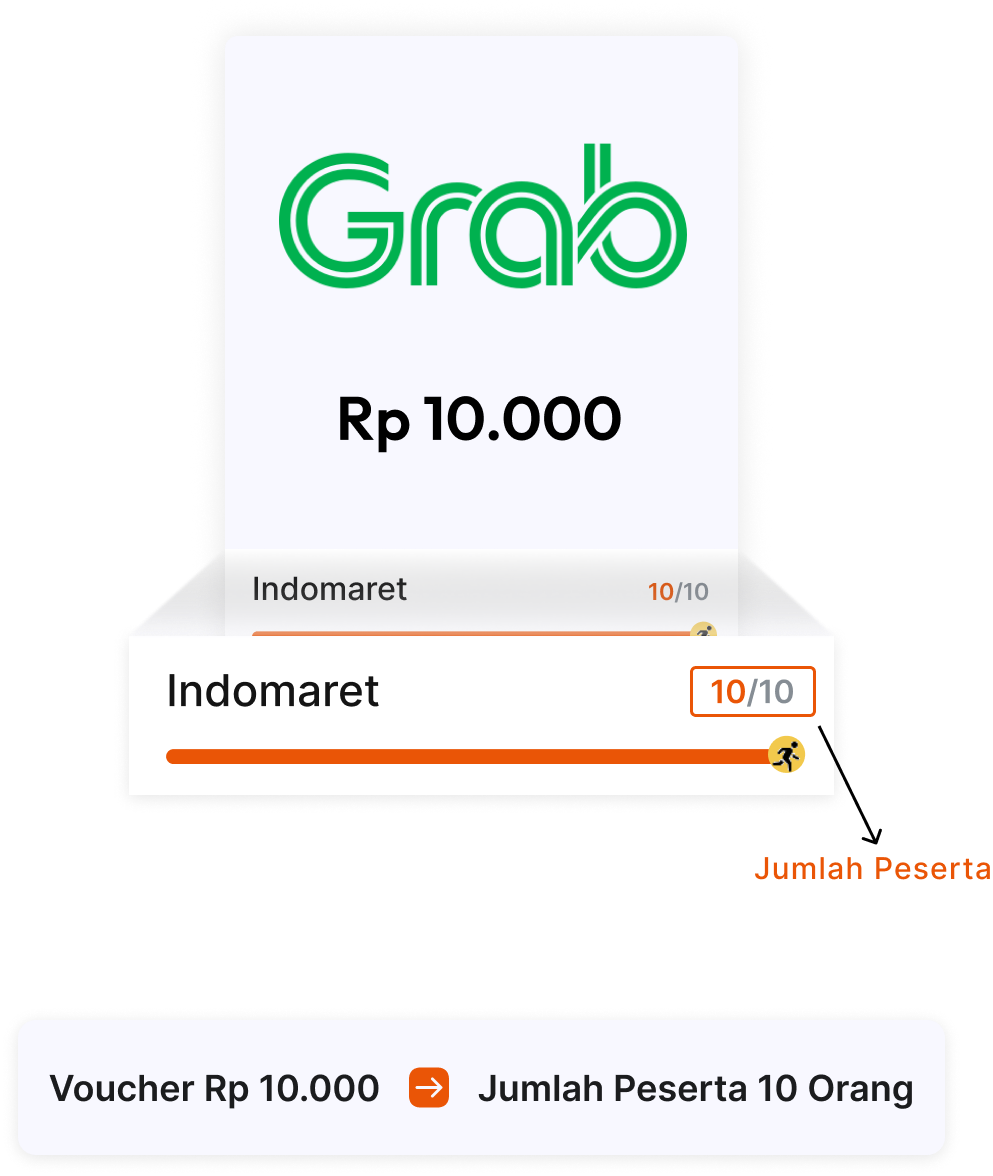 Grab
Rp 10.000
Indomaret 10/10
Indomaret 10/10
Jumlah Peserta
Voucher Rp 10.000 → Jumlah Peserta 10 Orang